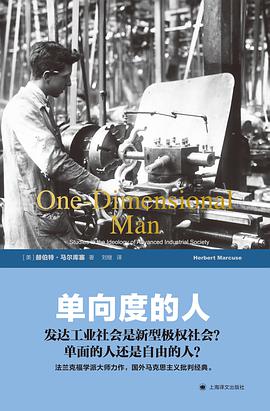 One-Dimensional
Man
Studies in the Ideology of Advanced Industrial Society
[美] 赫伯特·马尔库塞 著 刘继 译
Herbert Marcuse
单向度的人
发达工业社会是新型极权社会?
单面的人还是自由的人?
法兰克福学派大师力作,国外马克思主义批判经典。
上海译文出版社